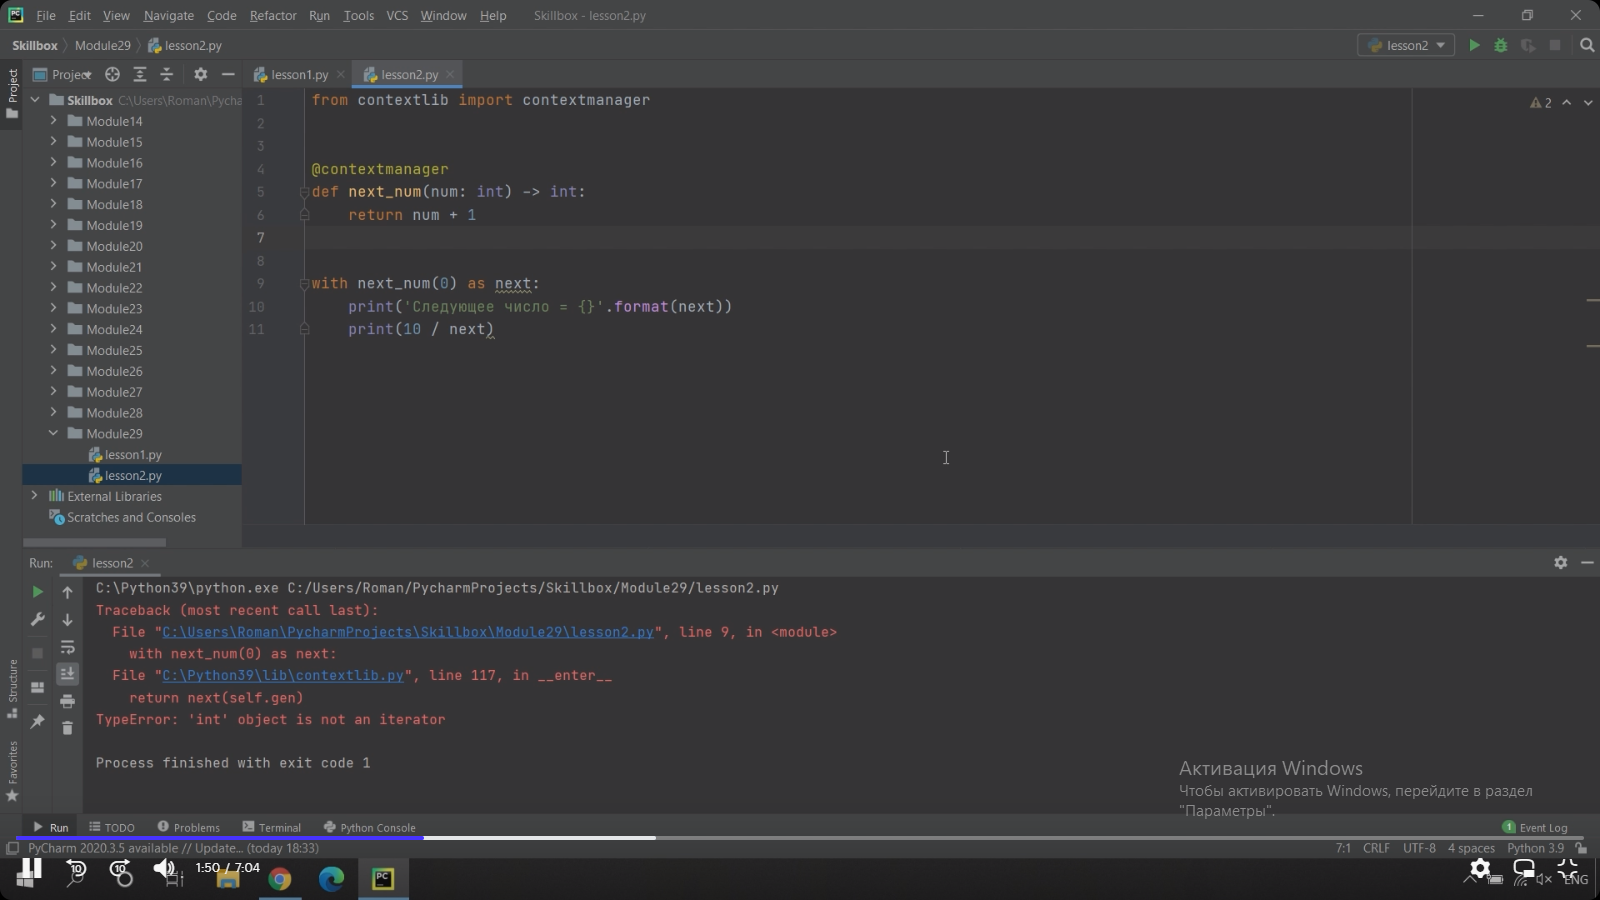 File Edit View Navigate Code Refactor Run Tools VCS Window Help Skillbox - lesson2.py
Skillbox Module29 lesson2.py lesson2
Project lesson1.py lesson2.py
Project
Skillbox C:\Users\Roman\Pycha
Module14
Module15
Module16
Module17
Module18
Module19
Module20
Module21
Module22
Module23
Module24
Module25
Module26
Module27
Module28
Module29
lesson1.py
lesson2.py
External Libraries
Scratches and Consoles
1 from contextlib import contextmanager
2
3
4 @contextmanager
5 def next_num(num: int) -> int:
6 return num + 1
7
8
9 with next_num(0) as next:
10 print('Следующее число = {}'.format(next))
11 print(10 / next)
2
Run: lesson2
C:\Python39\python.exe C:/Users/Roman/PycharmProjects/Skillbox/Module29/lesson2.py
Traceback (most recent call last):
File "C:\Users\Roman\PycharmProjects\Skillbox\Module29\lesson2.py", line 9, in <module>
with next_num(0) as next:
File "C:\Python39\lib\contextlib.py", line 117, in __enter__
return next(self.gen)
TypeError: 'int' object is not an iterator
Process finished with exit code 1
Structure
Favorites
Активация Windows
Чтобы активировать Windows, перейдите в раздел
"Параметры".
Run TODO Problems Terminal Python Console 1 Event Log
PyCharm 2020.3.5 available // Update... (today 18:33) 7:1 CRLF UTF-8 4 spaces Python 3.9
10 10 1:50 / 7:04 PC ENG